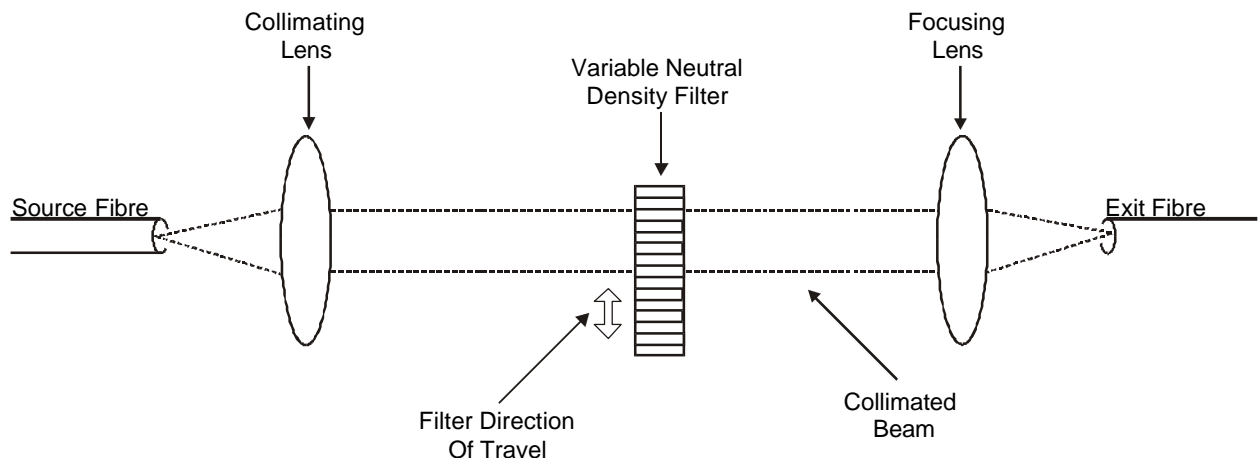 Collimating
Lens
Focusing
Lens
Variable Neutral
Density Filter
Source Fibre
Exit Fibre
Filter Direction
Of Travel
Collimated
Beam